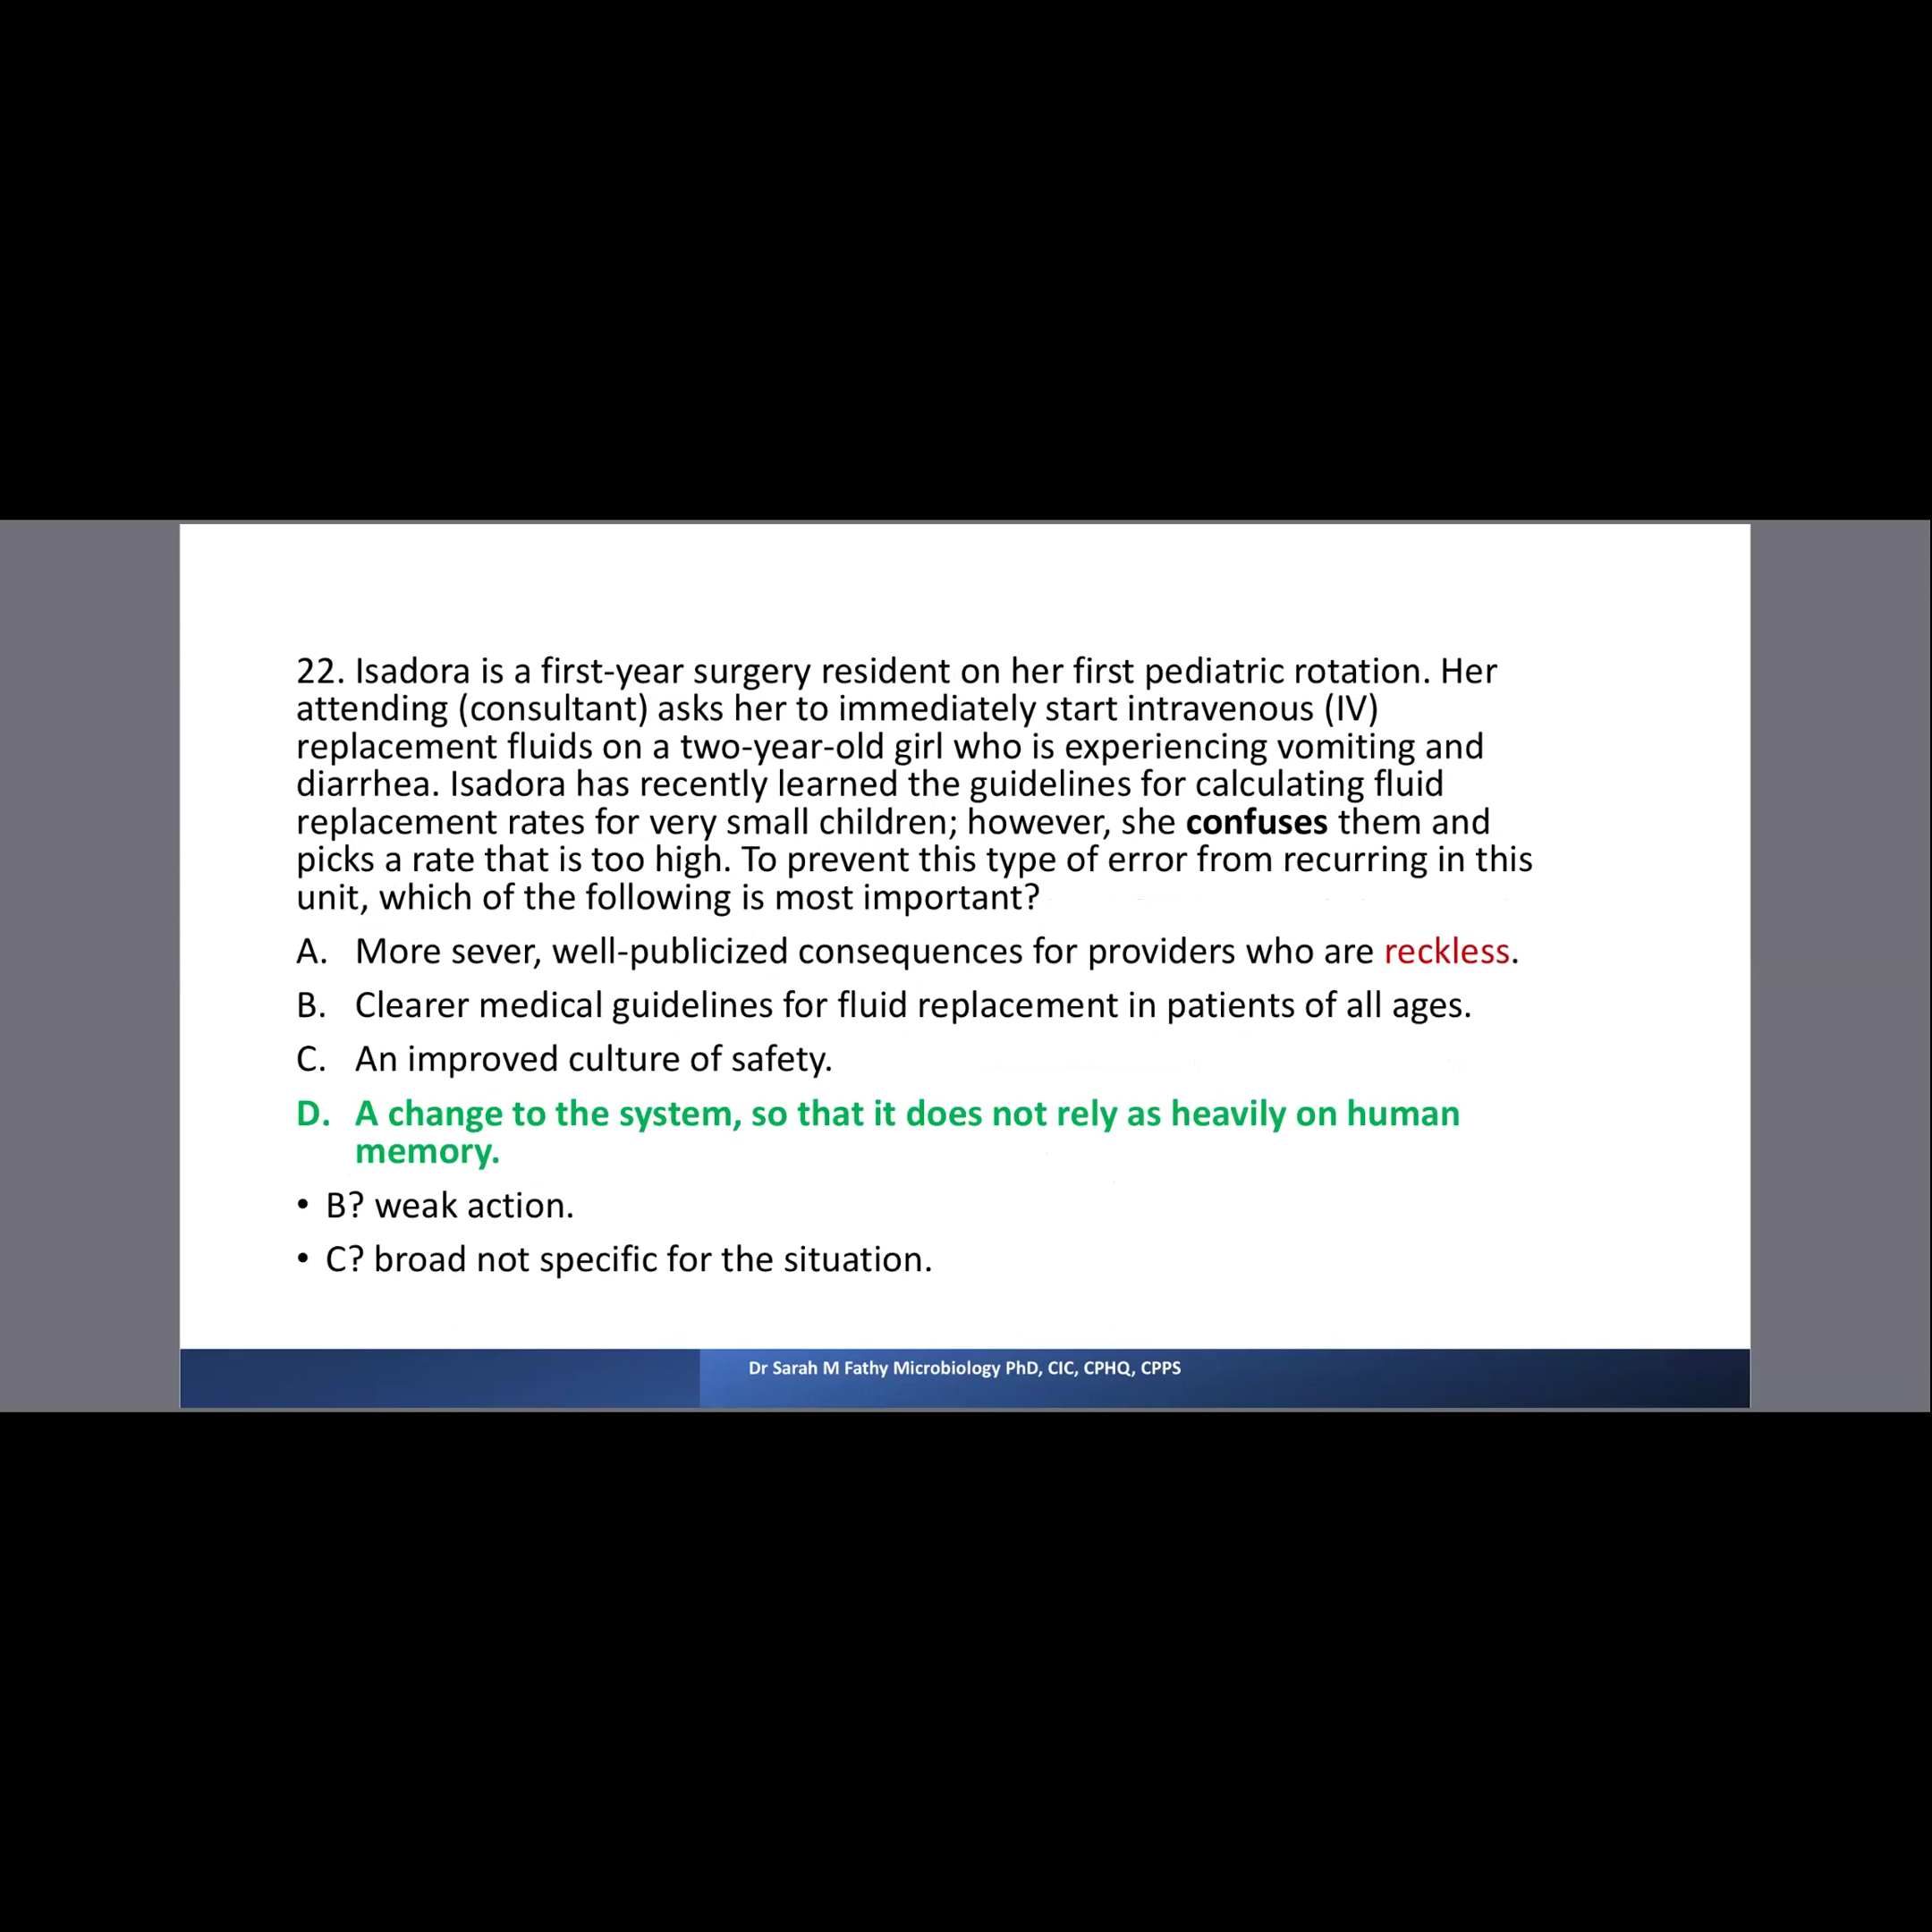 22. Isadora is a first-year surgery resident on her first pediatric rotation. Her
attending (consultant) asks her to immediately start intravenous (IV)
replacement fluids on a two-year-old girl who is experiencing vomiting and
diarrhea. Isadora has recently learned the guidelines for calculating fluid
replacement rates for very small children; however, she confuses them and
picks a rate that is too high. To prevent this type of error from recurring in this
unit, which of the following is most important?
A. More sever, well-publicized consequences for providers who are reckless.
B. Clearer medical guidelines for fluid replacement in patients of all ages.
C. An improved culture of safety.
D. A change to the system, so that it does not rely as heavily on human
memory.
• B? weak action.
• C? broad not specific for the situation.
Dr Sarah M Fathy Microbiology PhD, CIC, CPHQ, CPPS